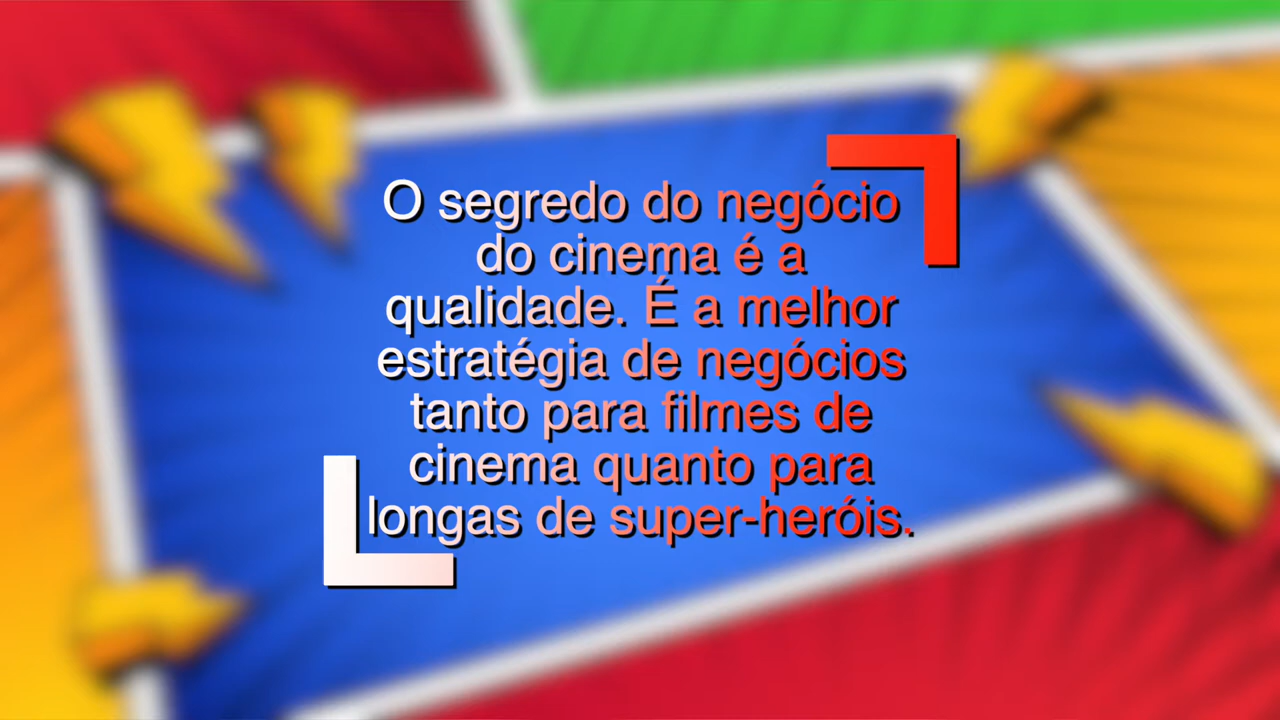 O segredo do negócio
do cinema é a
qualidade. É a melhor
estratégia de negócios
tanto para filmes de
cinema quanto para
longas de super-heróis.